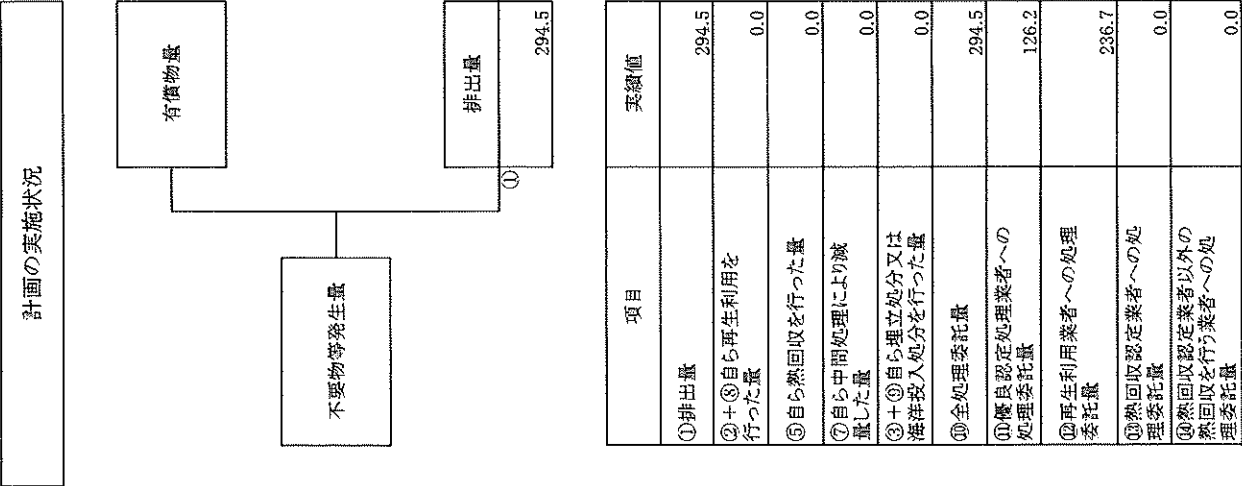 計画の実施状況
有償物量
不要物等発生量
排出量
①
294.5
項目
実績値
①排出量
294.5
②+⑧自ら再生利用を
行った量
0.0
⑤自ら熱回収を行った量
0.0
⑦自ら中間処理により減
量した量
0.0
③+⑨自ら埋立処分又は
海洋投入処分を行った量
0.0
⑩全処理委託量
294.5
⑪優良認定処理業者への
処理委託量
126.2
⑫再生利用業者への処理
委託量
236.7
⑬熱回収認定業者への処
理委託量
0.0
⑭熱回収認定業者以外の
熱回収を行う業者への処
理委託量
0.0